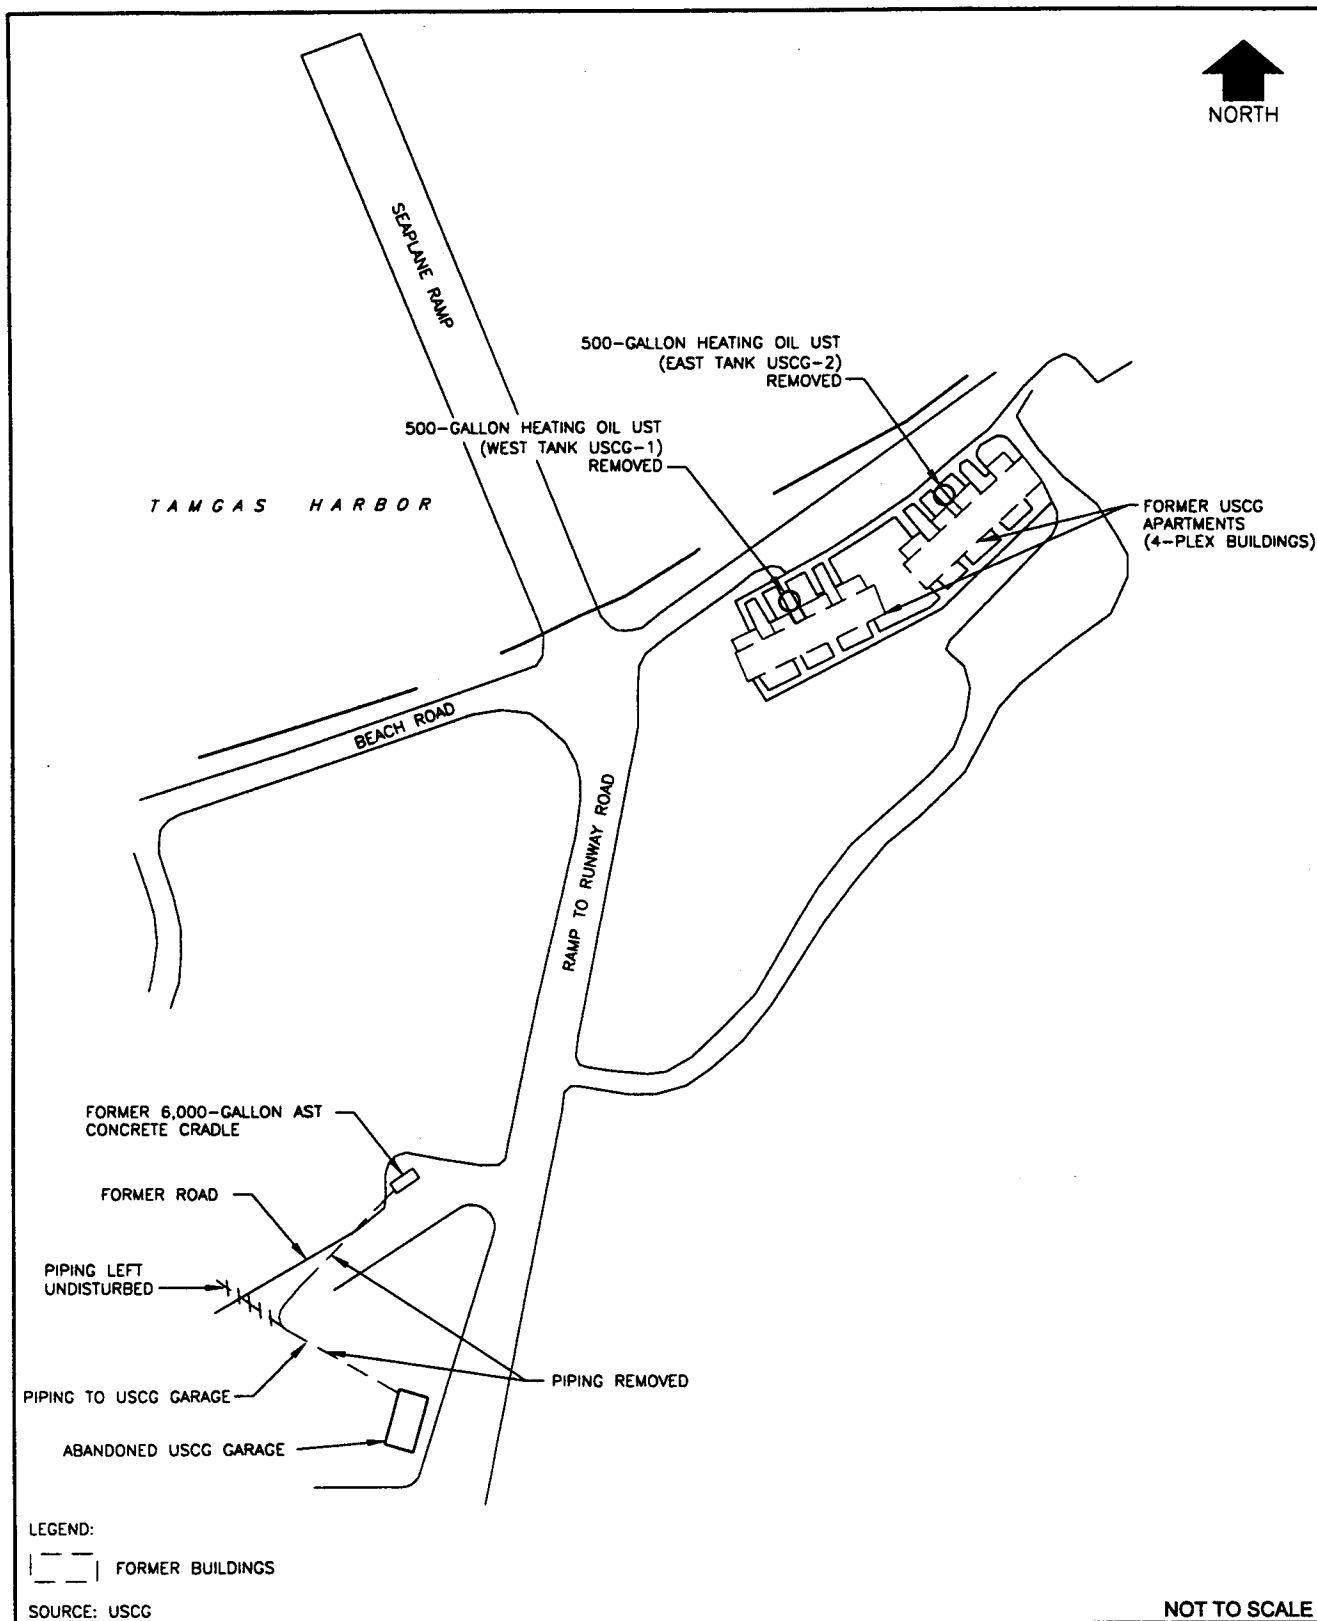 NORTH
SEAPLANE RAMP
500-GALLON HEATING OIL UST
(EAST TANK USCG-2)
REMOVED
500-GALLON HEATING OIL UST
(WEST TANK USCG-1)
REMOVED
TAMGAS HARBOR
FORMER USCG
APARTMENTS
(4-PLEX BUILDINGS)
BEACH ROAD
RAMP TO RUNWAY ROAD
FORMER 6,000-GALLON AST
CONCRETE CRADLE
FORMER ROAD
PIPING LEFT
UNDISTURBED
PIPING REMOVED
PIPING TO USCG GARAGE
ABANDONED USCG GARAGE
LEGEND:
FORMER BUILDINGS
SOURCE: USCG
NOT TO SCALE